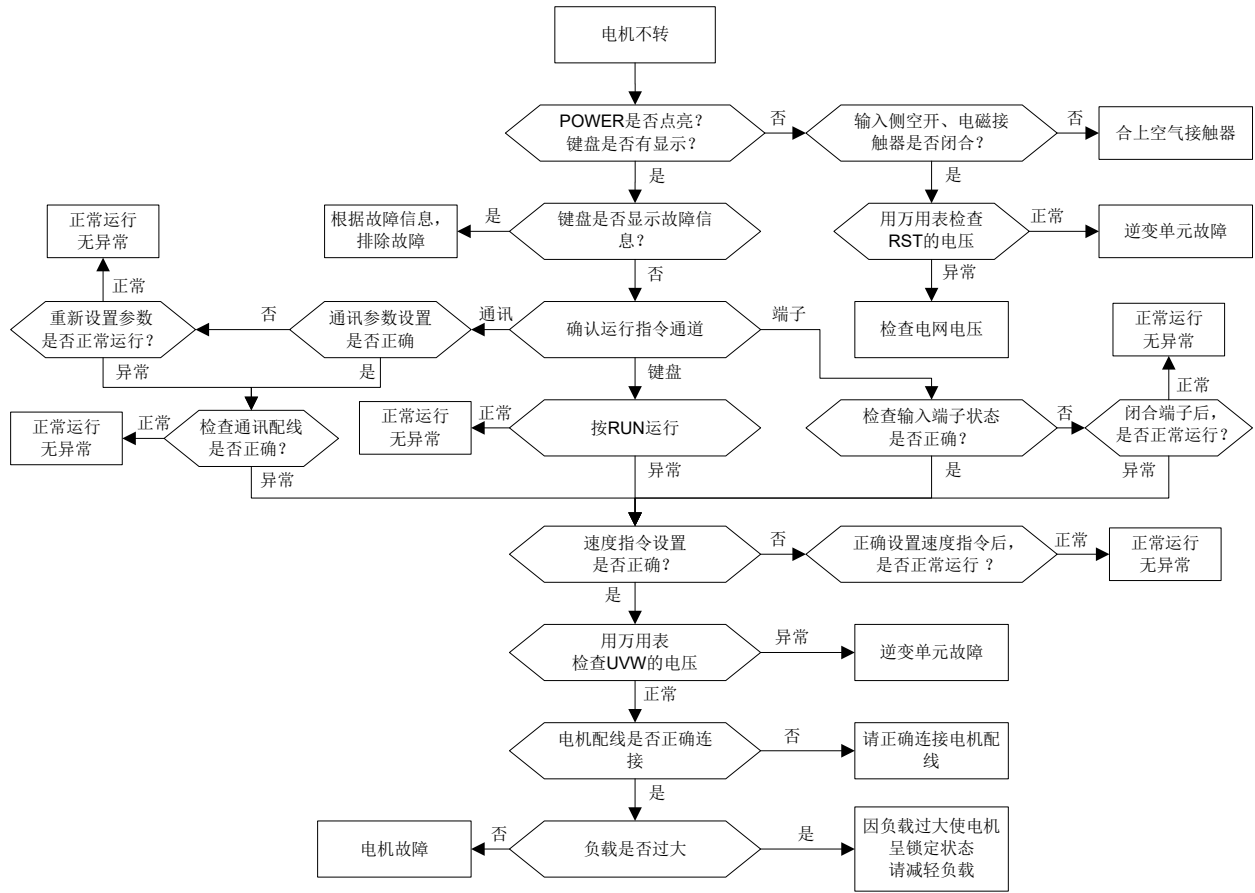 电机不转
POWER是否点亮？
键盘是否有显示？
否
输入侧空开、电磁接
触器是否闭合？
否
合上空气接触器
是
是
正常运行
无异常
根据故障信息，
排除故障
是
键盘是否显示故障信
息？
用万用表检查
RST的电压
正常
逆变单元故障
正常
否
异常
重新设置参数
是否正常运行？
否
通讯参数设置
是否正确
通讯
确认运行指令通道
端子
检查电网电压
正常运行
无异常
异常
是
键盘
正常
正常运行
无异常
正常
检查通讯配线
是否正确？
正常运行
无异常
正常
按RUN运行
检查输入端子状态
是否正确？
否
闭合端子后，
是否正常运行？
异常
异常
是
异常
速度指令设置
是否正确？
否
正确设置速度指令后，
是否正常运行 ？
正常
正常运行
无异常
是
用万用表
检查UVW的电压
异常
逆变单元故障
正常
电机配线是否正确连
接
否
请正确连接电机配
线
是
电机故障
否
负载是否过大
是
因负载过大使电机
呈锁定状态
请减轻负载